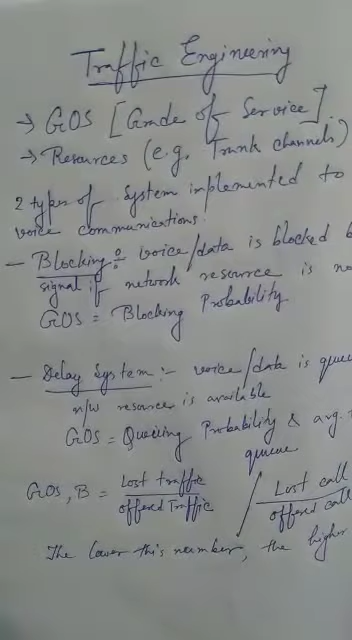 Traffic Engineering
→ GOS [Grade of Service].
→ Resources (e.g. Trunk channels)
2 types of system implemented to
voice communications.
– Blocking :- voice/data is blocked
signal if network resource is
GOS = Blocking Probability
– Delay System :- voice/data is
n/w resource is available
GOS = Queuing Probability & avg.
queue
GOS, B = Lost traffic / offered Traffic / Lost call / offered call
The lower this number, the higher